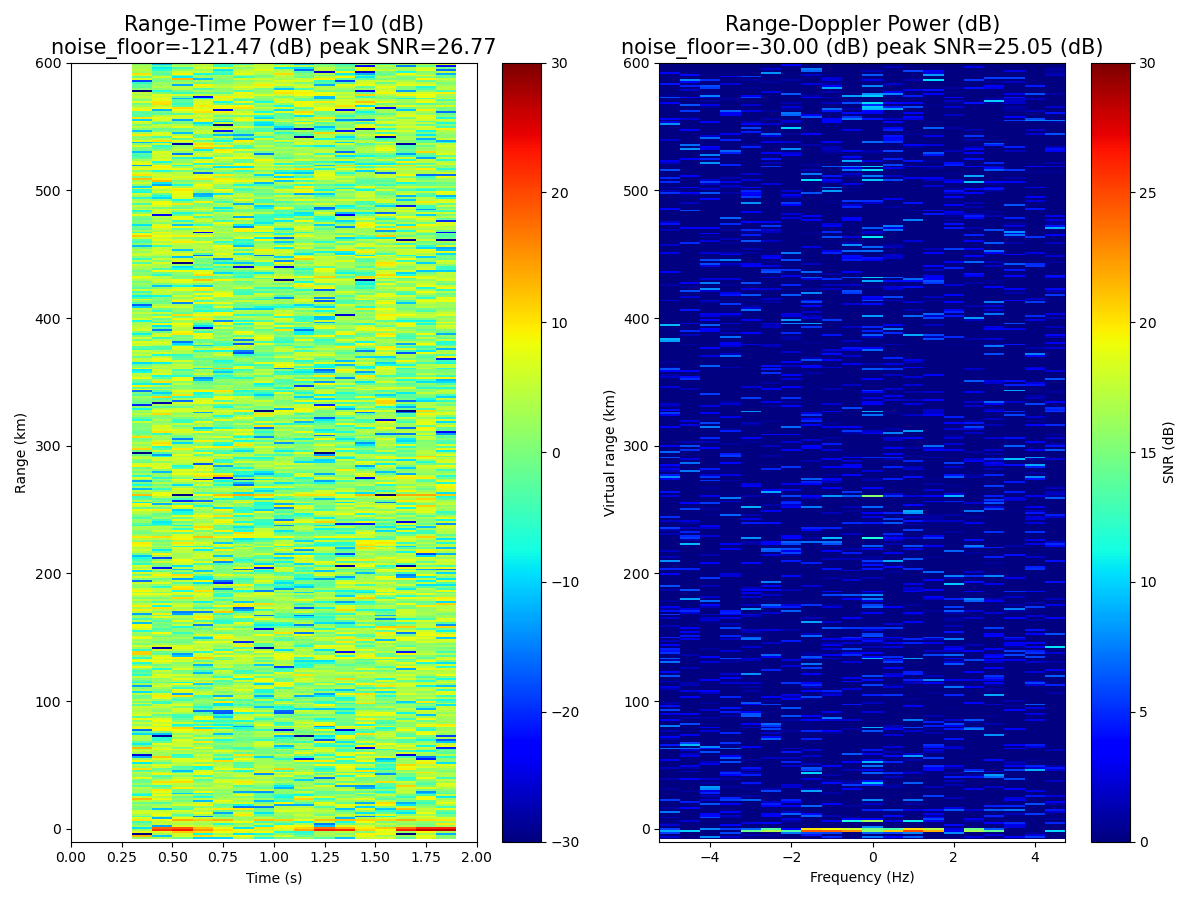 Range-Time Power f=10 (dB)
noise_floor=-121.47 (dB) peak SNR=26.77
Range-Doppler Power (dB)
noise_floor=-30.00 (dB) peak SNR=25.05 (dB)
600
500
400
300
200
100
0
Range (km)
0.00 0.25 0.50 0.75 1.00 1.25 1.50 1.75 2.00
Time (s)
30
20
10
0
−10
−20
−30
600
500
400
300
200
100
0
Virtual range (km)
−4 −2 0 2 4
Frequency (Hz)
30
25
20
15
10
5
0
SNR (dB)